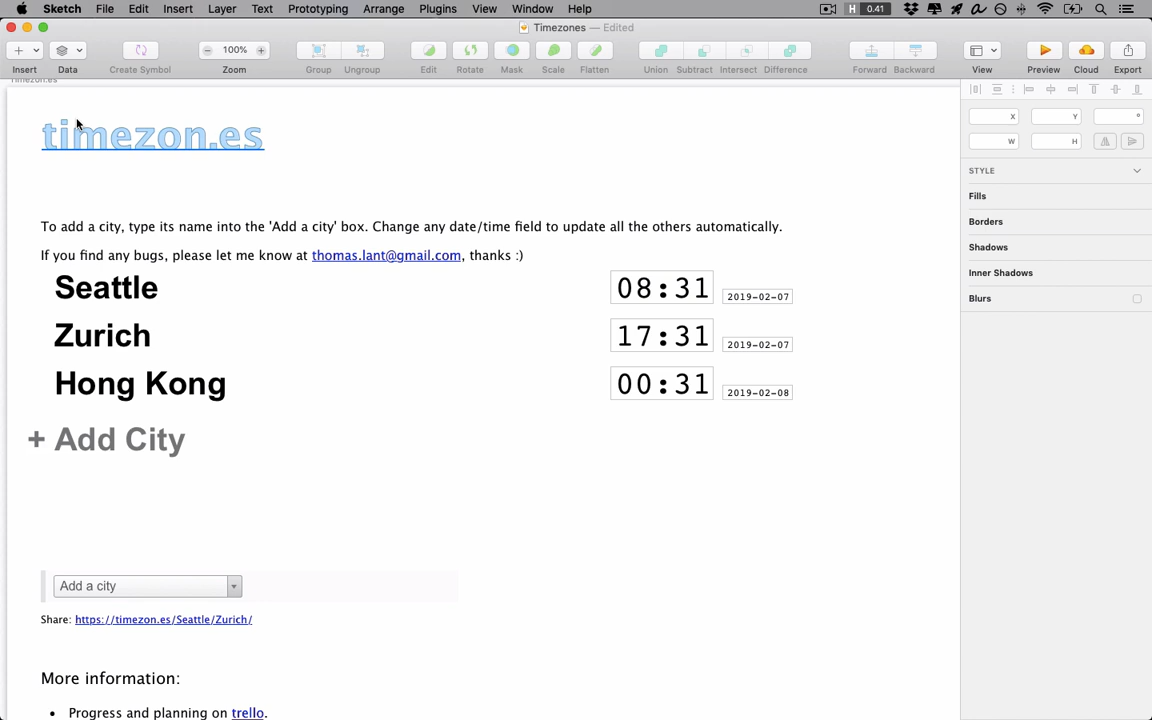 Sketch File Edit Insert Layer Text Prototyping Arrange Plugins View Window Help H 0.41
Timezones — Edited
100%
Insert Data Create Symbol Zoom Group Ungroup Edit Rotate Mask Scale Flatten Union Subtract Intersect Difference Forward Backward View Preview Cloud Export
Timezon.es
timezon.es
To add a city, type its name into the 'Add a city' box. Change any date/time field to update all the others automatically.
If you find any bugs, please let me know at thomas.lant@gmail.com, thanks :)
Seattle 08:31 2019-02-07
Zurich 17:31 2019-02-07
Hong Kong 00:31 2019-02-08
+ Add City
Add a city
Share: https://timezon.es/Seattle/Zurich/
More information:
• Progress and planning on trello.
X Y °
W H
STYLE
Fills
Borders
Shadows
Inner Shadows
Blurs